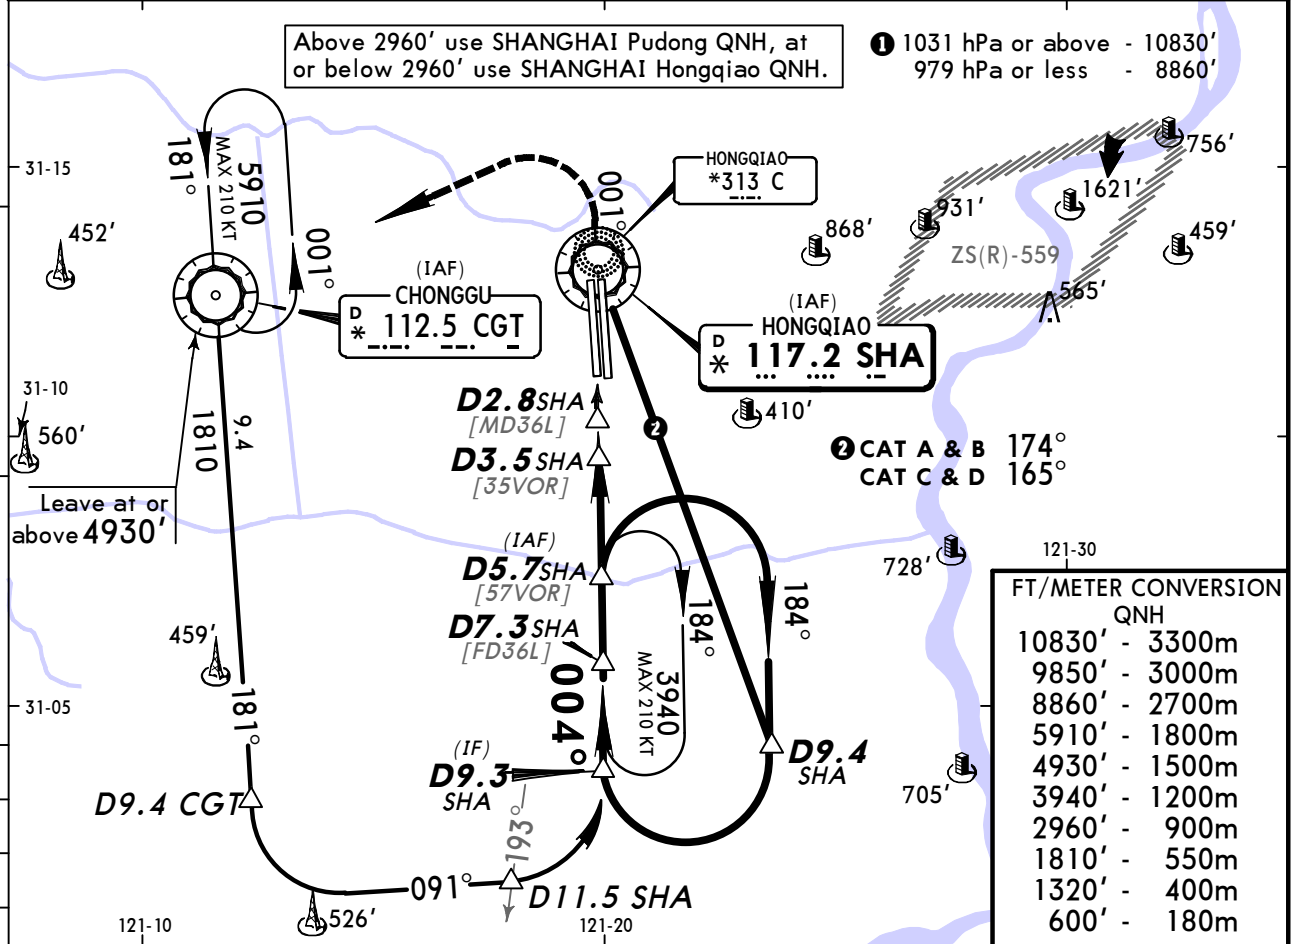 Above 2960' use SHANGHAI Pudong QNH, at
or below 2960' use SHANGHAI Hongqiao QNH.
❶ 1031 hPa or above - 10830'
979 hPa or less - 8860'
31-15
181°
5910
MAX 210 KT
001°
001°
HONGQIAO
*313 C
756'
1621'
931'
868'
459'
ZS(R)-559
565'
452'
(IAF)
CHONGGU
D
* 112.5 CGT
(IAF)
HONGQIAO
D
* 117.2 SHA
31-10
560'
1810
9.4
Leave at or
above 4930'
D2.8 SHA
[MD36L]
D3.5 SHA
[35VOR]
❷
410'
❷ CAT A & B 174°
CAT C & D 165°
(IAF)
D5.7 SHA
[57VOR]
D7.3 SHA
[FD36L]
184°
184°
728'
121-30
459'
181°
31-05
004°
3940
MAX 210 KT
(IF)
D9.3
SHA
D9.4
SHA
705'
D9.4 CGT
193°
091°
D11.5 SHA
526'
121-10
121-20
FT/METER CONVERSION
QNH
10830' - 3300m
9850' - 3000m
8860' - 2700m
5910' - 1800m
4930' - 1500m
3940' - 1200m
2960' - 900m
1810' - 550m
1320' - 400m
600' - 180m